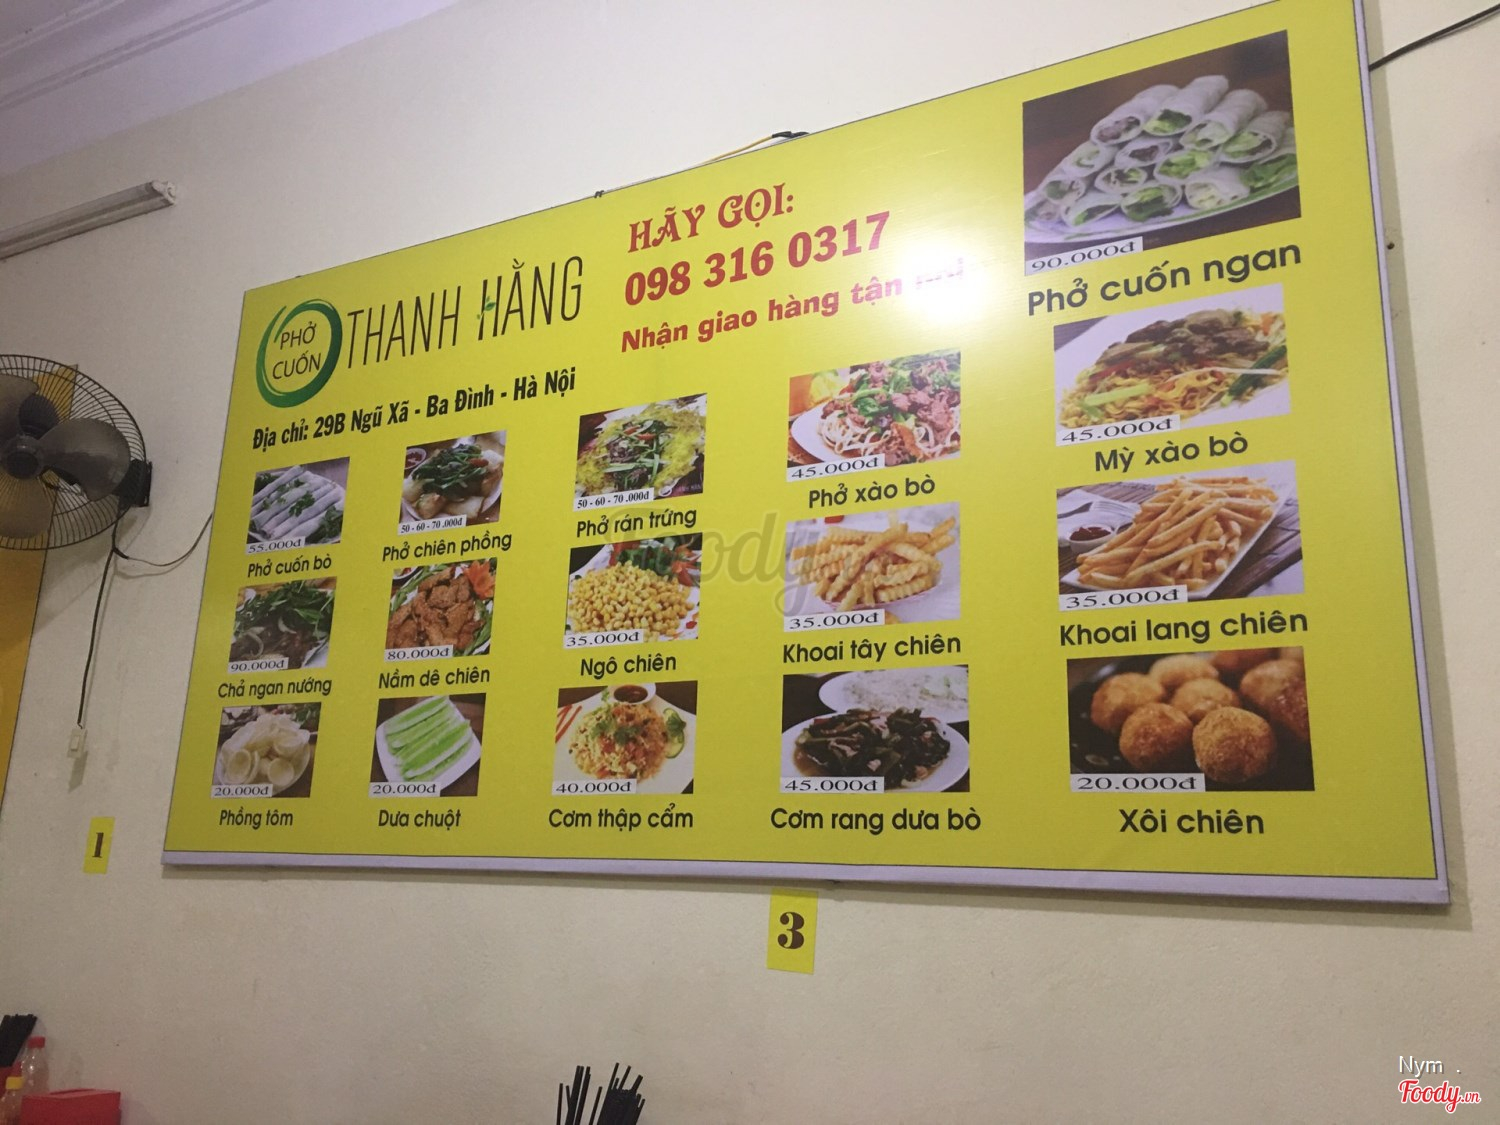 PHỞ
CUỐN
THANH HẰNG
Địa chỉ: 29B Ngũ Xã - Ba Đình - Hà Nội
HÃY GỌI:
098 316 0317
Nhận giao hàng tận
90.000đ
Phở cuốn ngan
55.000đ
Phở cuốn bò
50 - 60 - 70 .000đ
Phở chiên phồng
50 - 60 - 70 .000đ
Phở rán trứng
45.000đ
Phở xào bò
45.000đ
Mỳ xào bò
90.000đ
Chả ngan nướng
80.000đ
Nầm dê chiên
35.000đ
Ngô chiên
35.000đ
Khoai tây chiên
35.000đ
Khoai lang chiên
20.000đ
Phồng tôm
20.000đ
Dưa chuột
40.000đ
Cơm thập cẩm
45.000đ
Cơm rang dưa bò
20.000đ
Xôi chiên
1
3
Foody
Nym .
Foody.vn